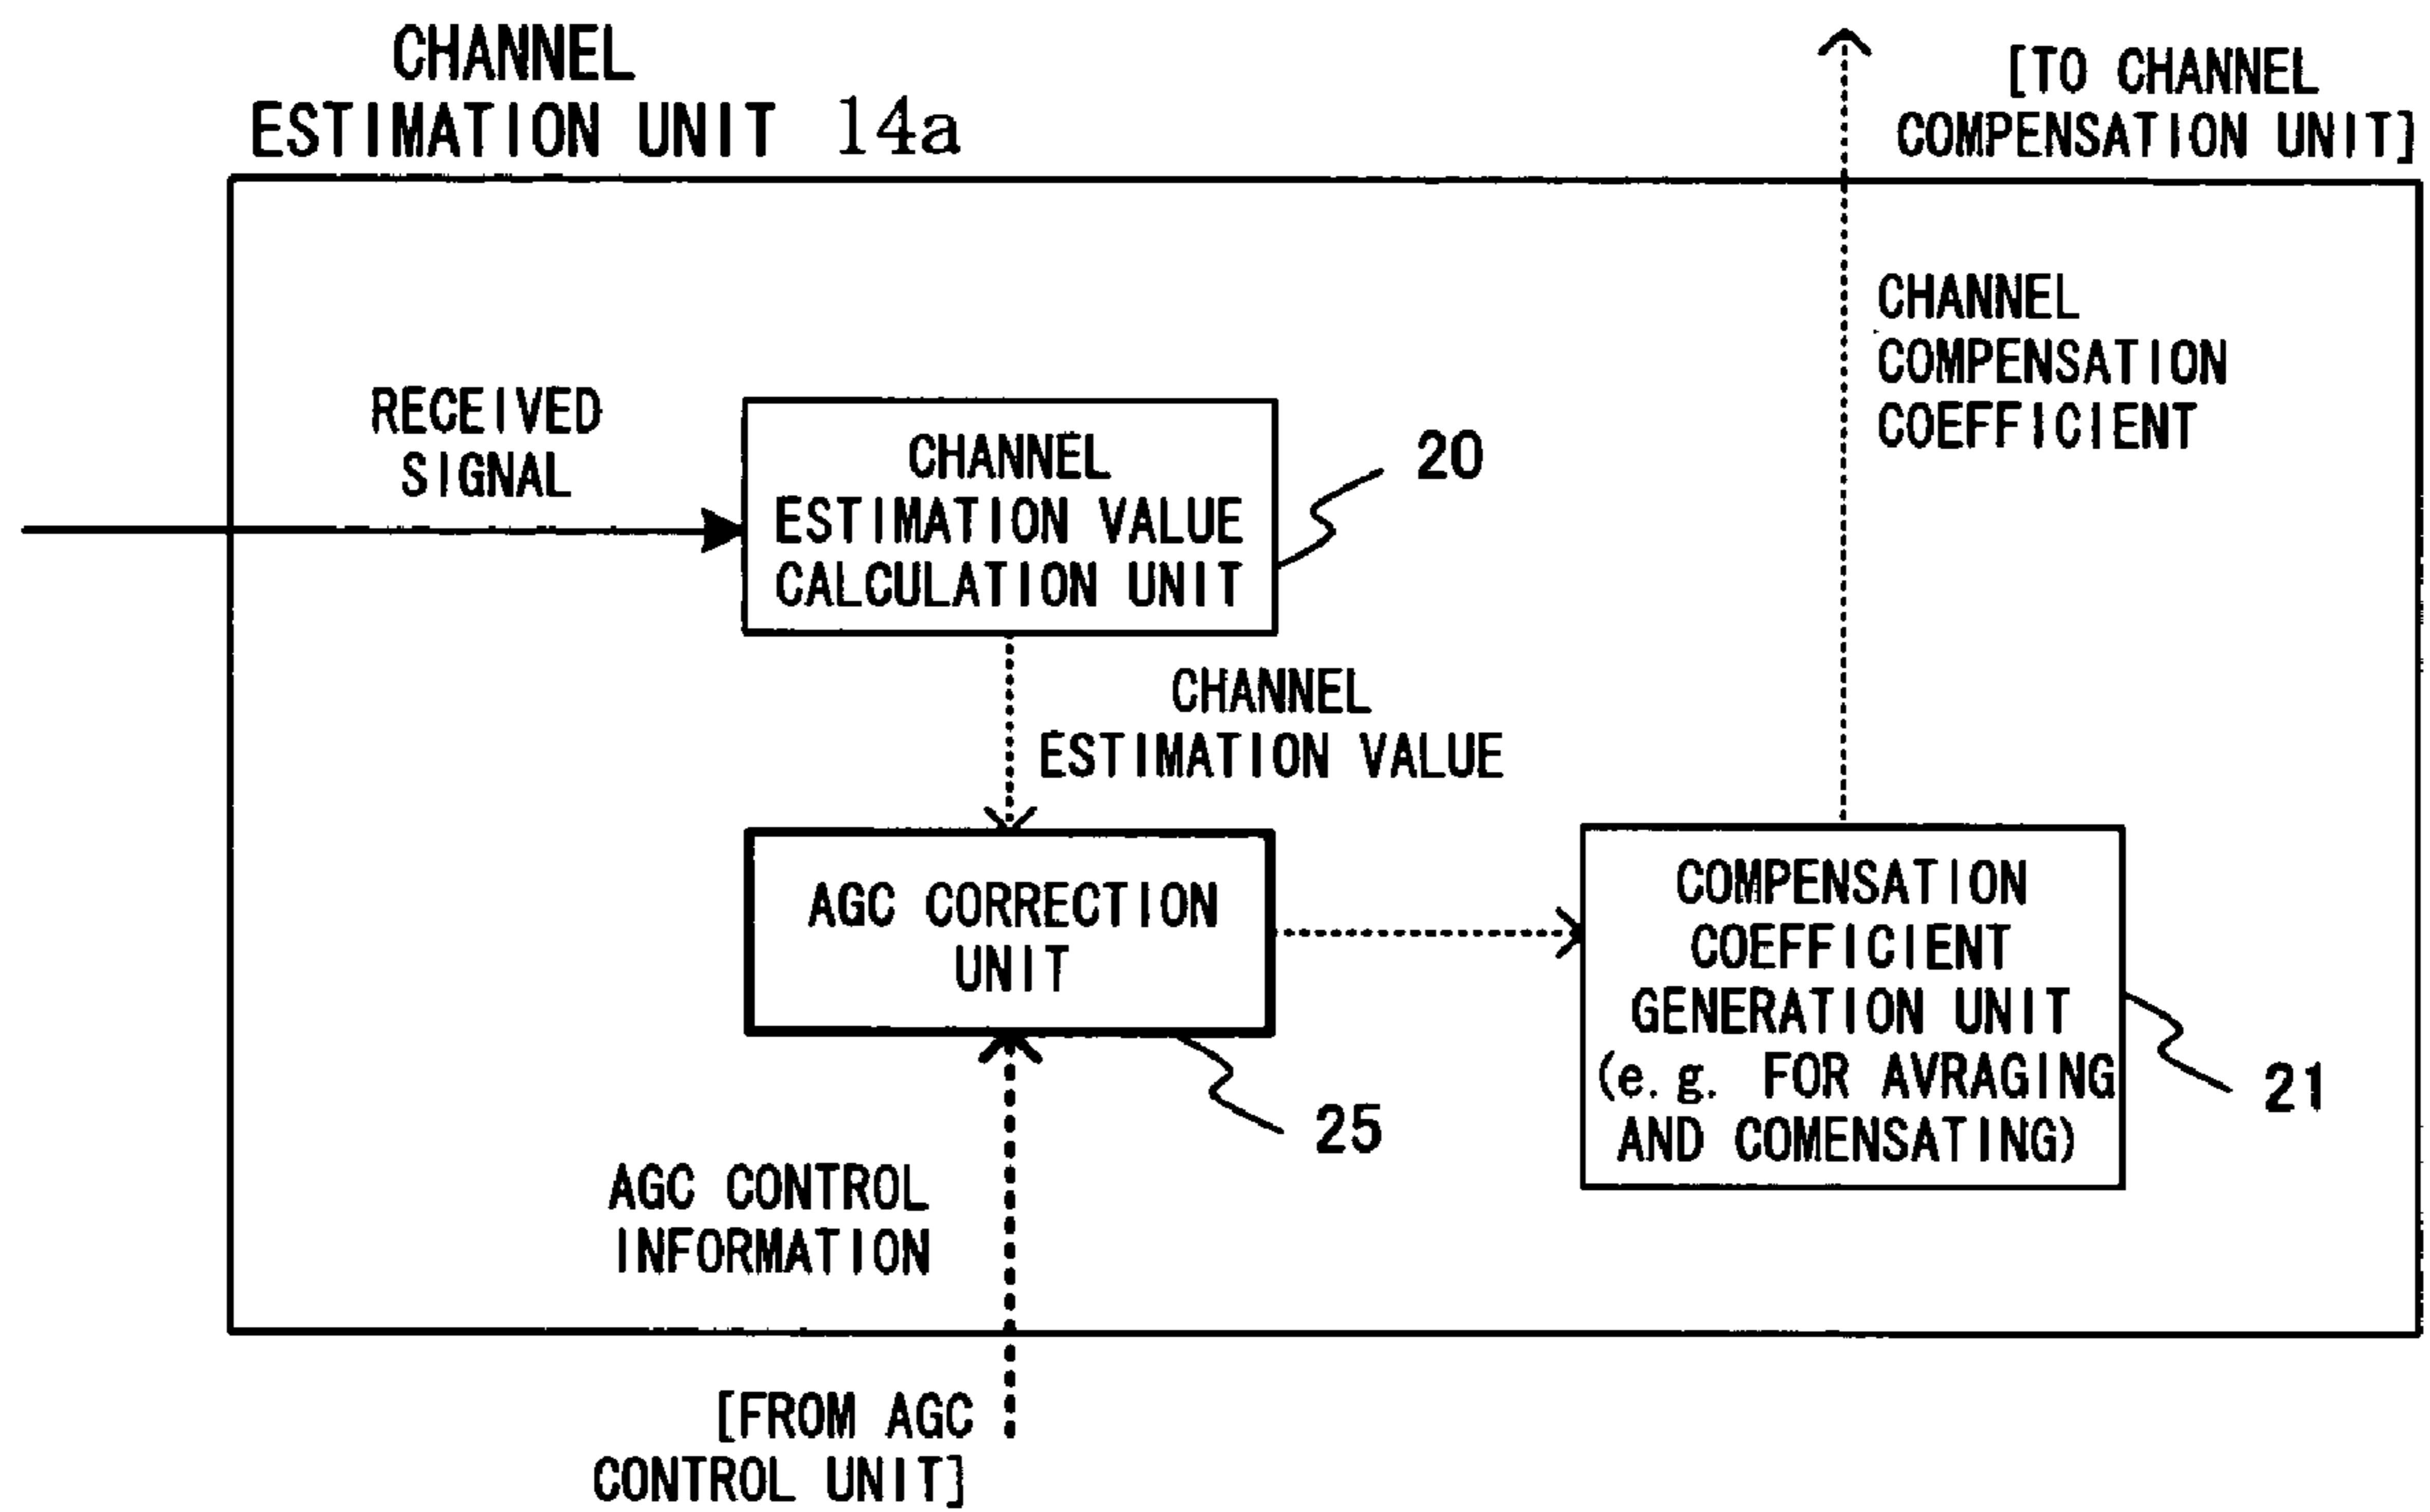 CHANNEL
ESTIMATION UNIT 14a
[TO CHANNEL
COMPENSATION UNIT]
CHANNEL
COMPENSATION
COEFFICIENT
RECEIVED
SIGNAL
CHANNEL
ESTIMATION VALUE
CALCULATION UNIT
20
CHANNEL
ESTIMATION VALUE
AGC CORRECTION
UNIT
25
COMPENSATION
COEFFICIENT
GENERATION UNIT
(e.g. FOR AVRAGING
AND COMENSATING)
21
AGC CONTROL
INFORMATION
[FROM AGC
CONTROL UNIT]